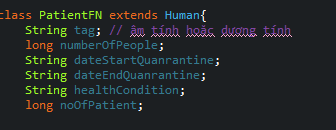 class PatientFN extends Human{
String tag; // âm tính hoặc dương tính
long numberOfPeople;
String dateStartQuanrantine;
String dateEndQuanrantine;
String healthCondition;
long noOfPatient;